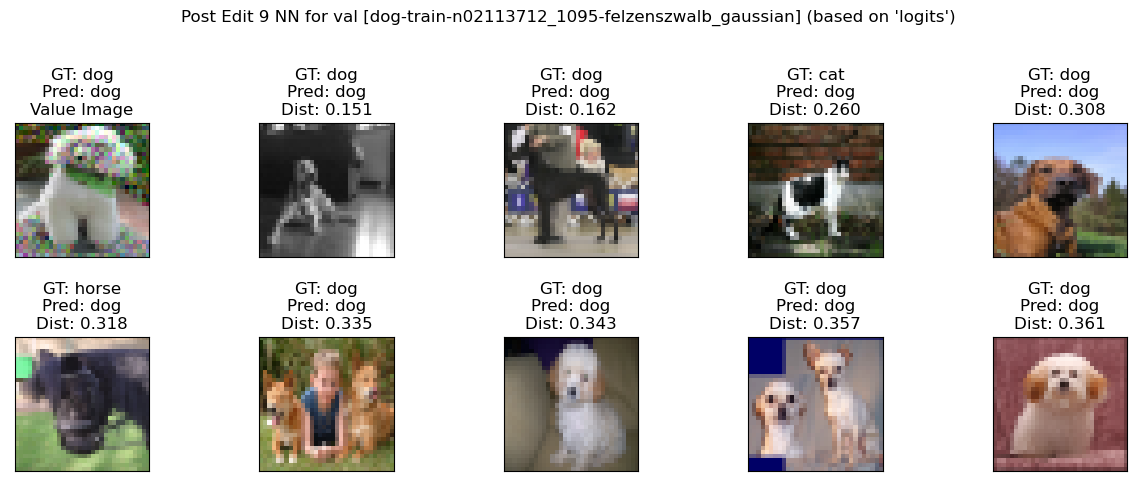 Post Edit 9 NN for val [dog-train-n02113712_1095-felzenszwalb_gaussian] (based on 'logits')
GT: dog
Pred: dog
Value Image
GT: dog
Pred: dog
Dist: 0.151
GT: dog
Pred: dog
Dist: 0.162
GT: cat
Pred: dog
Dist: 0.260
GT: dog
Pred: dog
Dist: 0.308
GT: horse
Pred: dog
Dist: 0.318
GT: dog
Pred: dog
Dist: 0.335
GT: dog
Pred: dog
Dist: 0.343
GT: dog
Pred: dog
Dist: 0.357
GT: dog
Pred: dog
Dist: 0.361